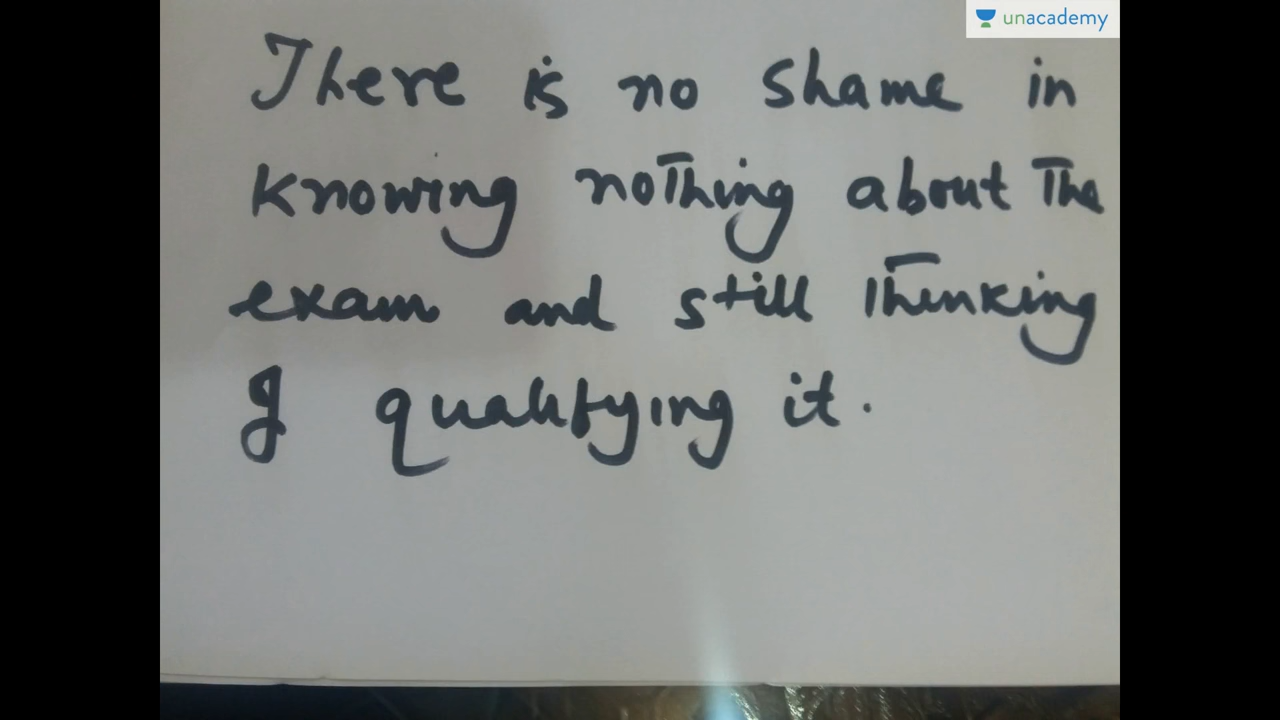 unacademy
There is no shame in
knowing nothing about the
exam and still thinking
of qualifying it.